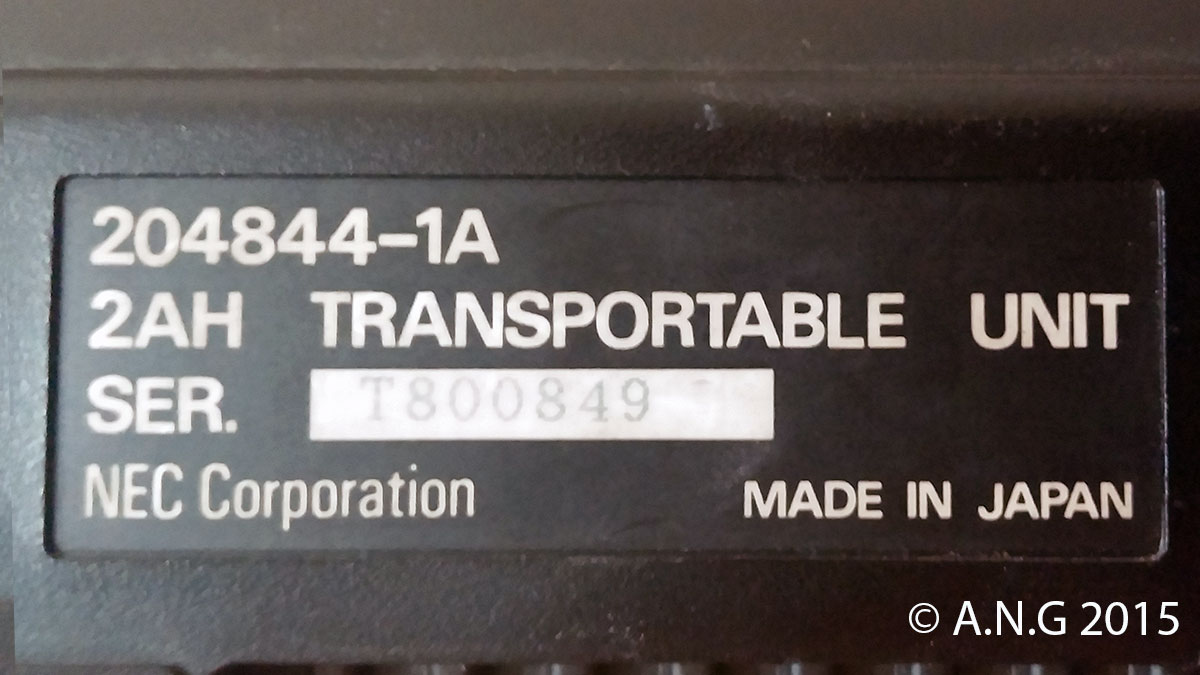 204844-1A
2AH TRANSPORTABLE UNIT
SER. T800849
NEC Corporation MADE IN JAPAN
© A.N.G 2015